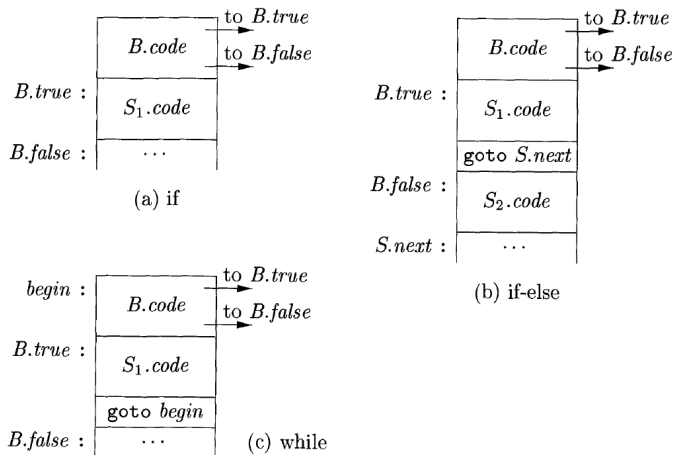 to B.true
B.code
to B.false
B.true :
S₁.code
B.false :
...
(a) if
to B.true
B.code
to B.false
B.true :
S₁.code
goto S.next
B.false :
S₂.code
S.next :
...
(b) if-else
begin :
to B.true
B.code
to B.false
B.true :
S₁.code
goto begin
B.false :
...
(c) while